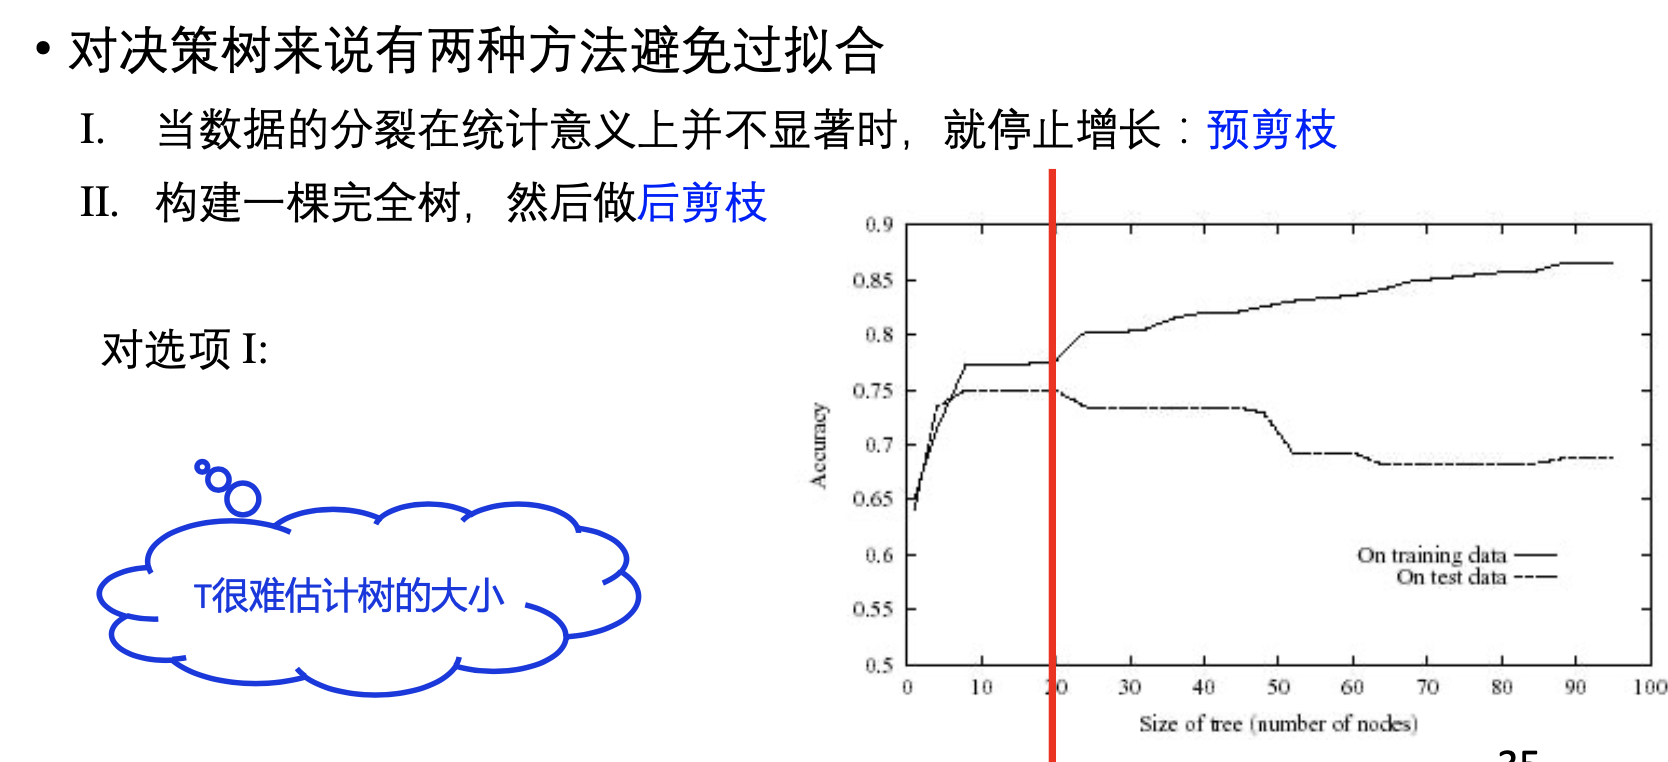 • 对决策树来说有两种方法避免过拟合
I. 当数据的分裂在统计意义上并不显著时，就停止增长：预剪枝
II. 构建一棵完全树，然后做后剪枝
对选项 I:
T很难估计树的大小
0.9
0.85
0.8
0.75
0.7
0.65
0.6
0.55
0.5
Accuracy
On training data
On test data
0 10 20 30 40 50 60 70 80 90 100
Size of tree (number of nodes)